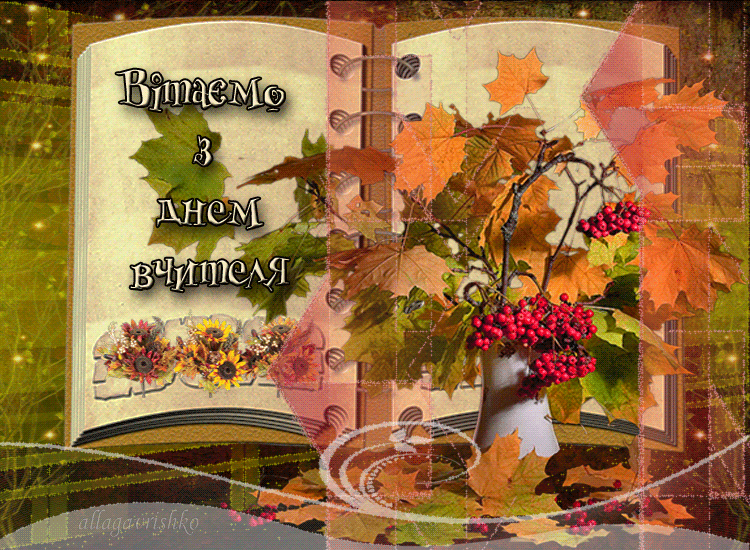 Вітаємо
з
днем
вчителя
allagavrishko